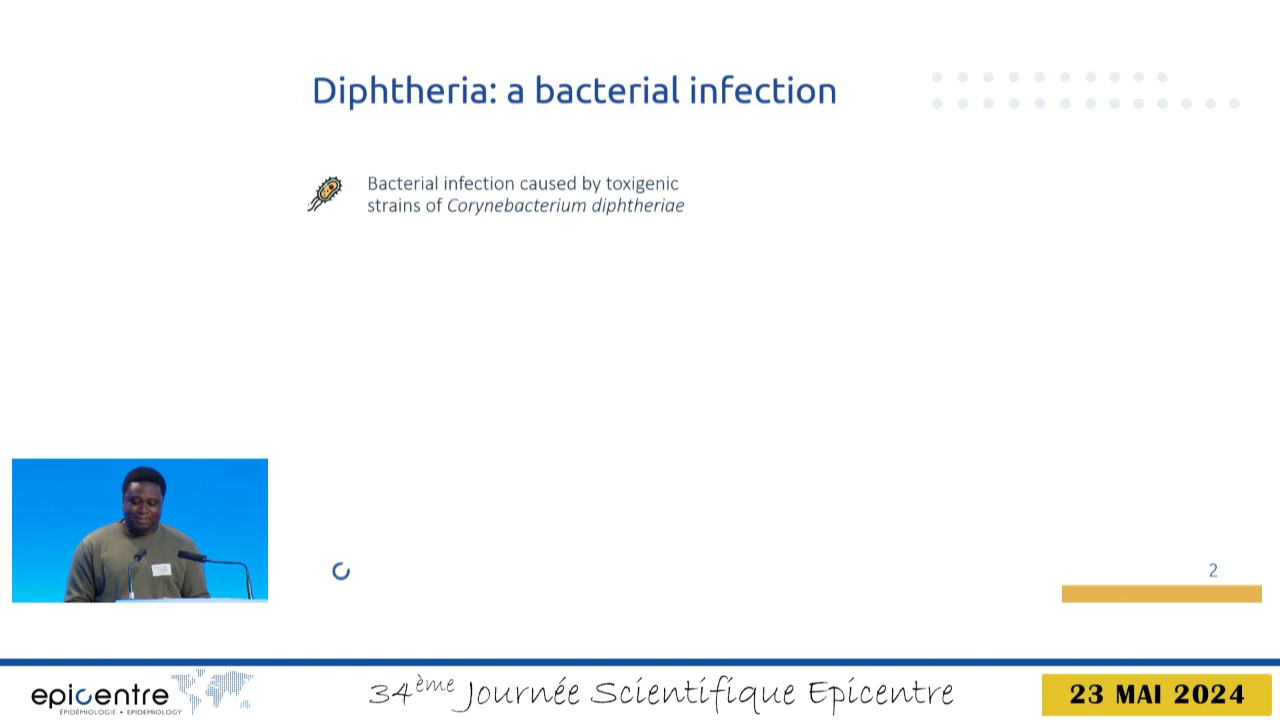 Diphtheria: a bacterial infection
Bacterial infection caused by toxigenic
strains of Corynebacterium diphtheriae
2
epicentre
ÉPIDÉMIOLOGIE • EPIDEMIOLOGY
34ème Journée Scientifique Epicentre
23 MAI 2024